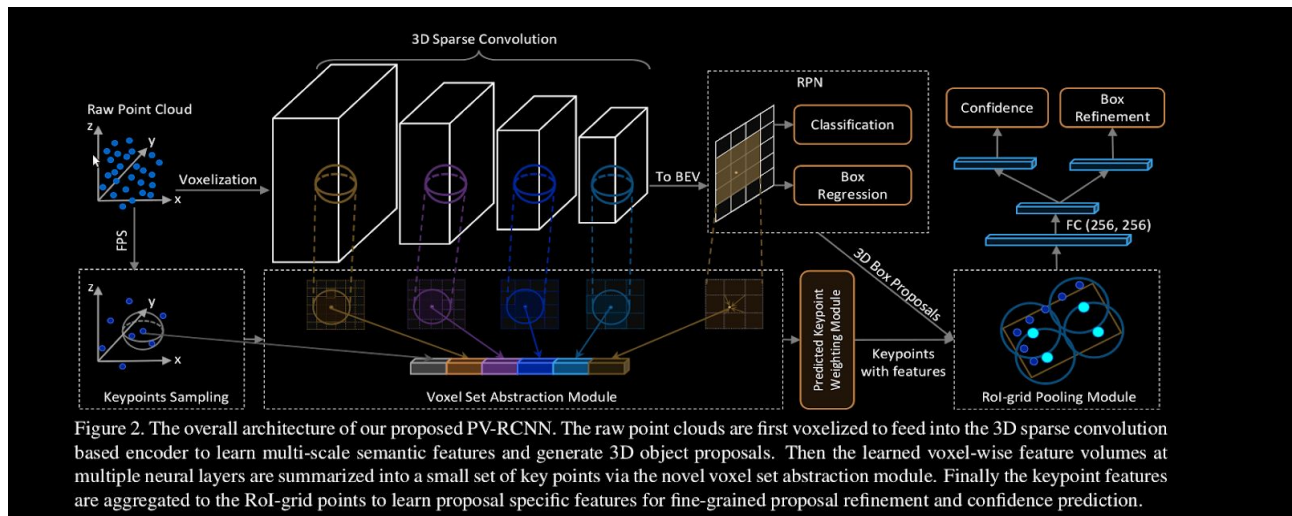 3D Sparse Convolution
RPN
Raw Point Cloud
z
y
x
Voxelization
To BEV
Classification
Box
Regression
Confidence
Box
Refinement
FC (256, 256)
FPS
3D Box Proposals
z
y
x
Keypoints Sampling
Voxel Set Abstraction Module
Predicted Keypoint
Weighting Module
Keypoints
with features
RoI-grid Pooling Module
Figure 2. The overall architecture of our proposed PV-RCNN. The raw point clouds are first voxelized to feed into the 3D sparse convolution
based encoder to learn multi-scale semantic features and generate 3D object proposals. Then the learned voxel-wise feature volumes at
multiple neural layers are summarized into a small set of key points via the novel voxel set abstraction module. Finally the keypoint features
are aggregated to the RoI-grid points to learn proposal specific features for fine-grained proposal refinement and confidence prediction.